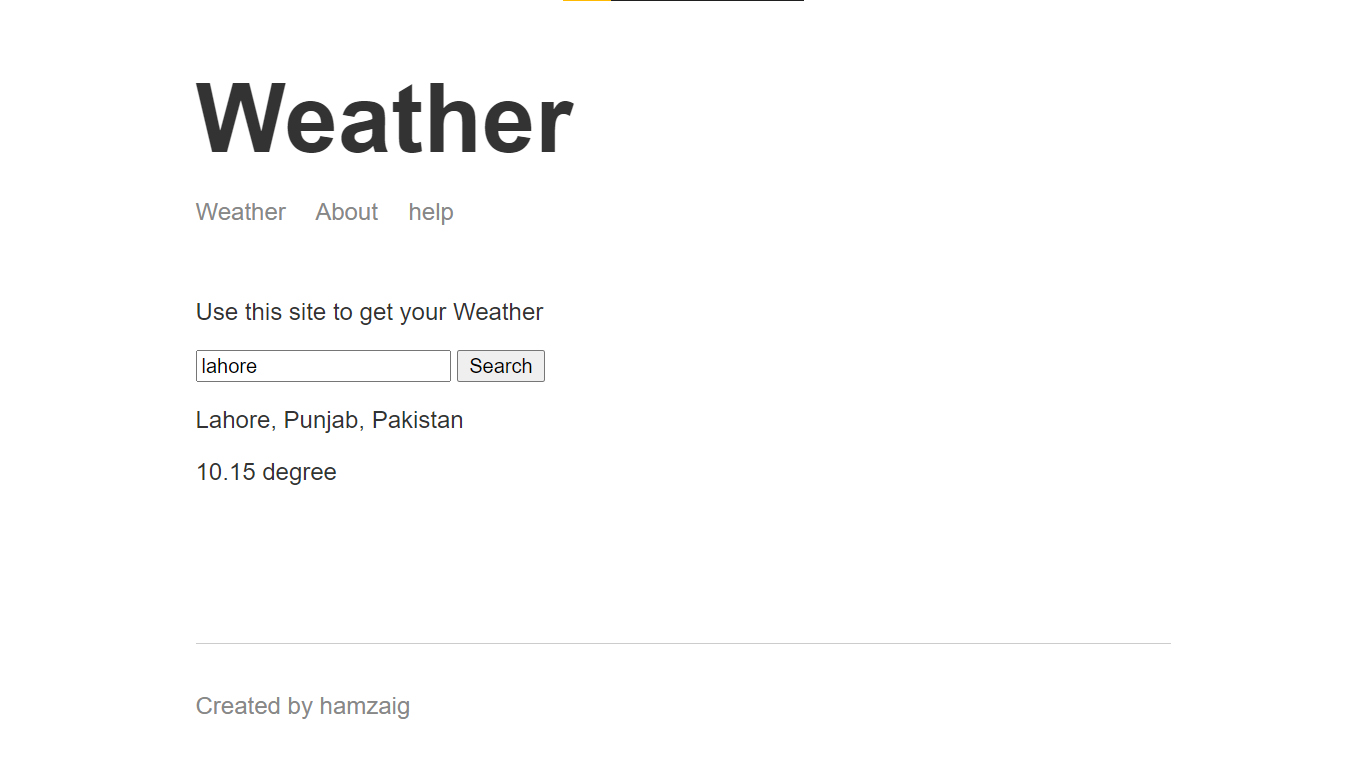 Weather
Weather About help
Use this site to get your Weather
lahore Search
Lahore, Punjab, Pakistan
10.15 degree
Created by hamzaig